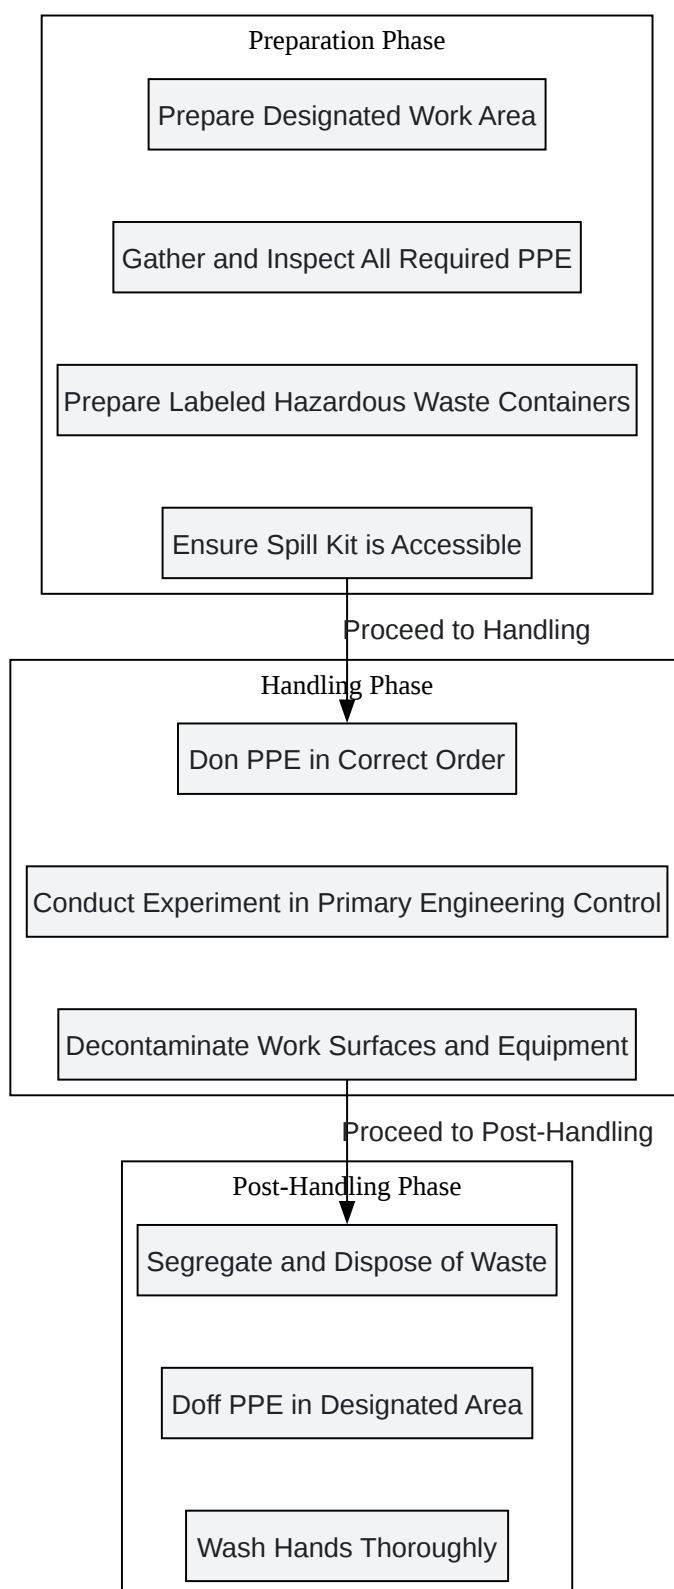 Preparation Phase
Prepare Designated Work Area
Gather and Inspect All Required PPE
Prepare Labeled Hazardous Waste Containers
Ensure Spill Kit is Accessible
Proceed to Handling
Handling Phase
Don PPE in Correct Order
Conduct Experiment in Primary Engineering Control
Decontaminate Work Surfaces and Equipment
Proceed to Post-Handling
Post-Handling Phase
Segregate and Dispose of Waste
Doff PPE in Designated Area
Wash Hands Thoroughly